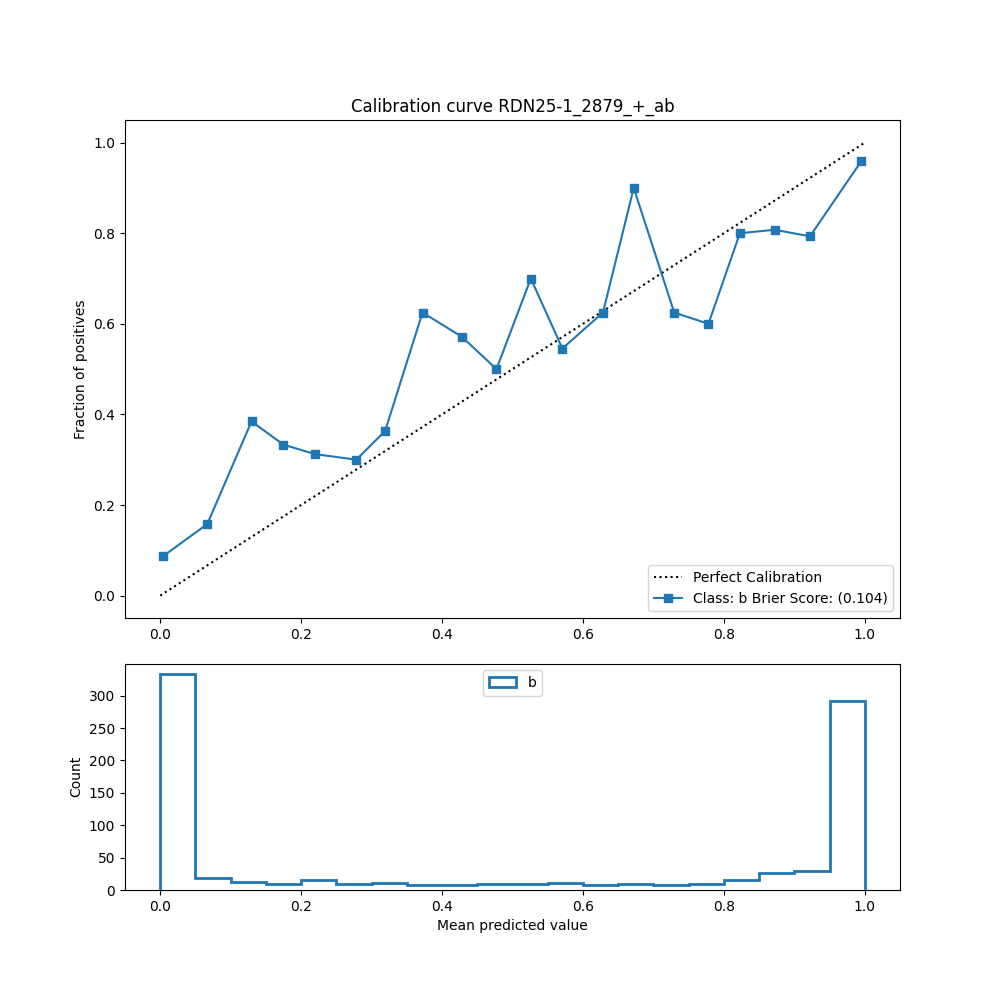 Calibration curve RDN25-1_2879_+_ab
Fraction of positives
1.0
0.8
0.6
0.4
0.2
0.0
Perfect Calibration
Class: b Brier Score: (0.104)
0.0 0.2 0.4 0.6 0.8 1.0
b
Count
300
250
200
150
100
50
0
0.0 0.2 0.4 0.6 0.8 1.0
Mean predicted value